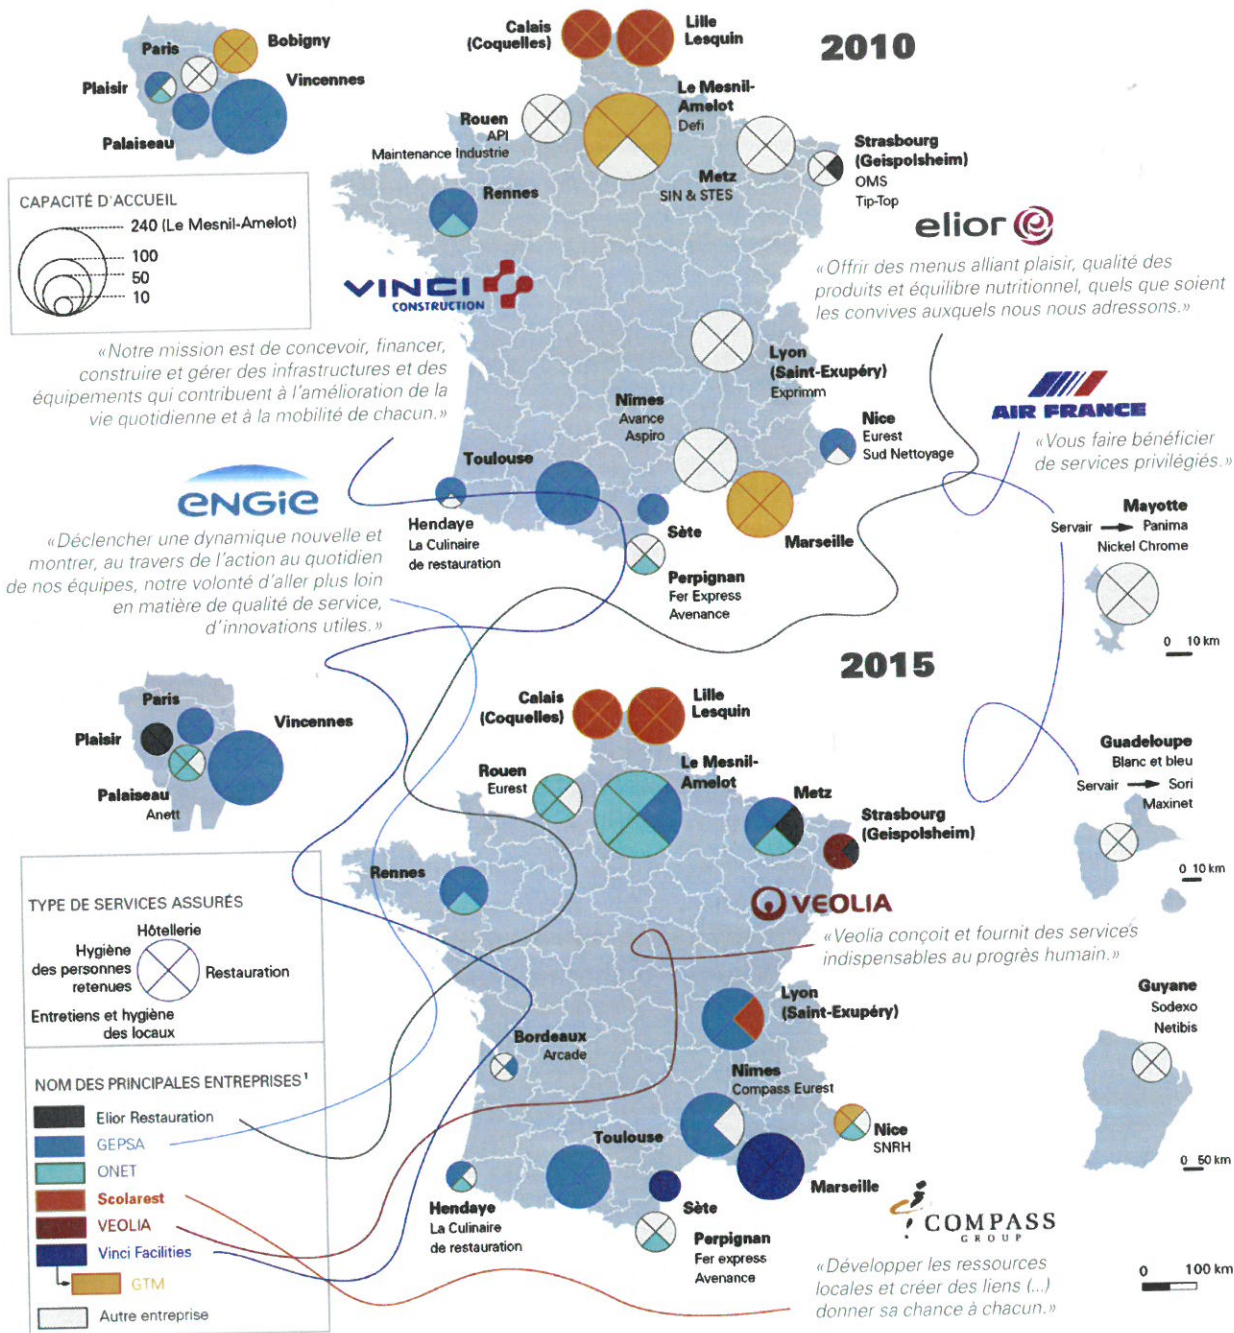 2010
Paris
Bobigny
Plaisir
Vincennes
Palaiseau
Calais
(Coquelles)
Lille
Lesquin
Le Mesnil-
Amelot
Defi
Rouen
API
Maintenance Industrie
Metz
SIN & STES
Strasbourg
(Geispolsheim)
OMS
Tip-Top
Rennes
CAPACITÉ D'ACCUEIL
240 (Le Mesnil-Amelot)
100
50
10
VINCI
CONSTRUCTION
«Notre mission est de concevoir, financer,
construire et gérer des infrastructures et des
équipements qui contribuent à l'amélioration de la
vie quotidienne et à la mobilité de chacun.»
elior
«Offrir des menus alliant plaisir, qualité des
produits et équilibre nutritionnel, quels que soient
les convives auxquels nous nous adressons.»
Lyon
(Saint-Exupéry)
Exprimm
Nîmes
Avance
Aspiro
Nice
Eurest
Sud Nettoyage
AIR FRANCE
«Vous faire bénéficier
de services privilégiés.»
Toulouse
Hendaye
La Culinaire
de restauration
Sète
Marseille
Perpignan
Fer Express
Avenance
Mayotte
Servair
Panima
Nickel Chrome
0 10 km
ENGIE
«Déclencher une dynamique nouvelle et
montrer, au travers de l'action au quotidien
de nos équipes, notre volonté d'aller plus loin
en matière de qualité de service,
d'innovations utiles.»
2015
Paris
Plaisir
Vincennes
Palaiseau
Anett
Calais
(Coquelles)
Lille
Lesquin
Rouen
Eurest
Le Mesnil-
Amelot
Metz
Strasbourg
(Geispolsheim)
Rennes
Guadeloupe
Blanc et bleu
Servair
Sori
Maxinet
0 10 km
VEOLIA
«Veolia conçoit et fournit des services
indispensables au progrès humain.»
TYPE DE SERVICES ASSURÉS
Hôtellerie
Hygiène
des personnes
retenues
Restauration
Entretiens et hygiène
des locaux
Lyon
(Saint-Exupéry)
Bordeaux
Arcade
Nîmes
Compass Eurest
Nice
SNRH
Toulouse
Marseille
Hendaye
La Culinaire
de restauration
Sète
Perpignan
Fer express
Avenance
Guyane
Sodexo
Netibis
0 50 km
NOM DES PRINCIPALES ENTREPRISES¹
Elior Restauration
GEPSA
ONET
Scolarest
VEOLIA
Vinci Facilities
GTM
Autre entreprise
COMPASS
GROUP
«Développer les ressources
locales et créer des liens (...)
donner sa chance à chacun.»
0 100 km